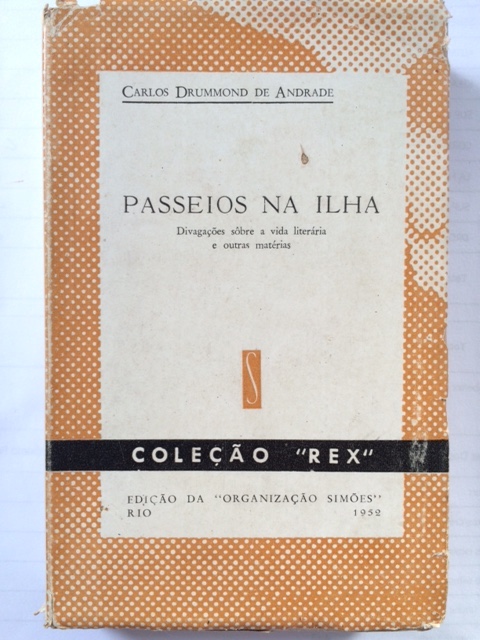 CARLOS DRUMMOND DE ANDRADE
PASSEIOS NA ILHA
Divagações sôbre a vida literária
e outras matérias
S
COLEÇÃO "REX"
EDIÇÃO DA "ORGANIZAÇÃO SIMÕES"
RIO 1952